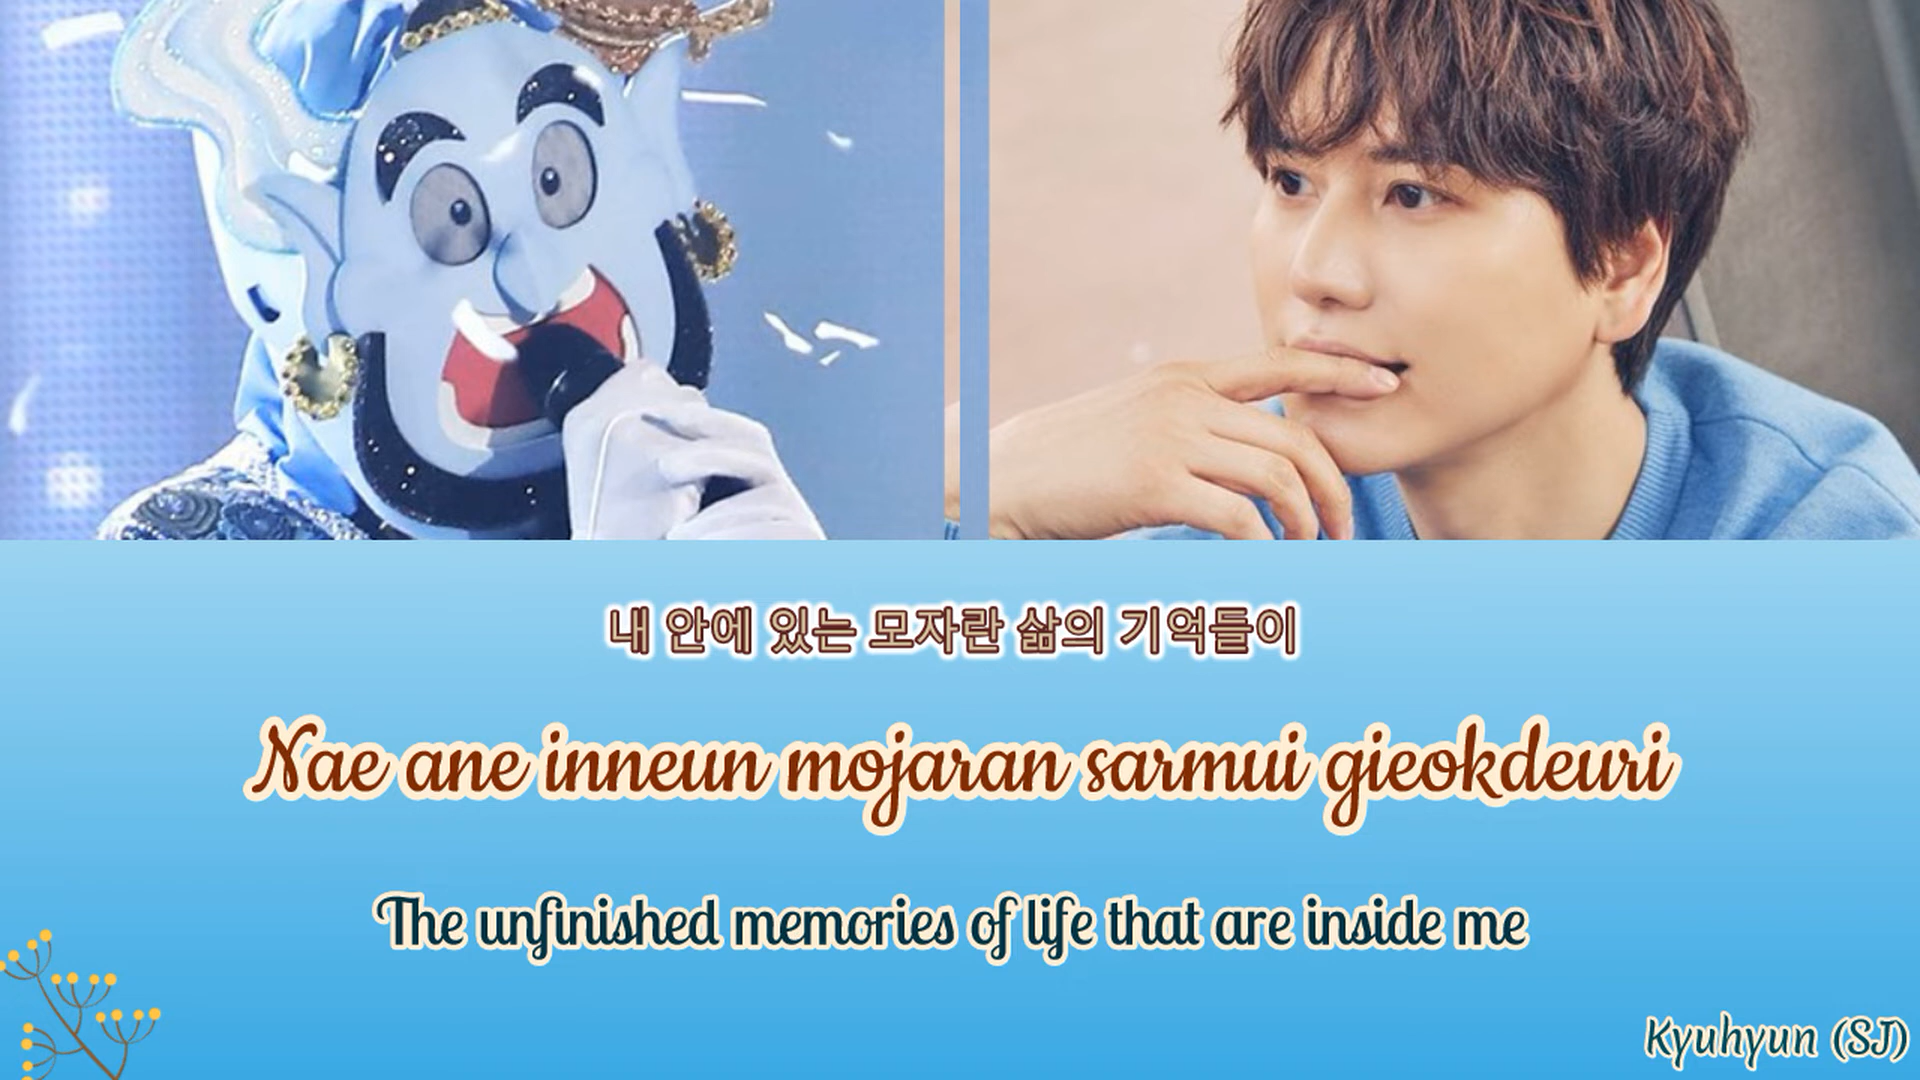 내 안에 있는 모자란 삶의 기억들이
Nae ane inneun mojaran sarmui gieokdeuri
The unfinished memories of life that are inside me
Kyuhyun (SJ)